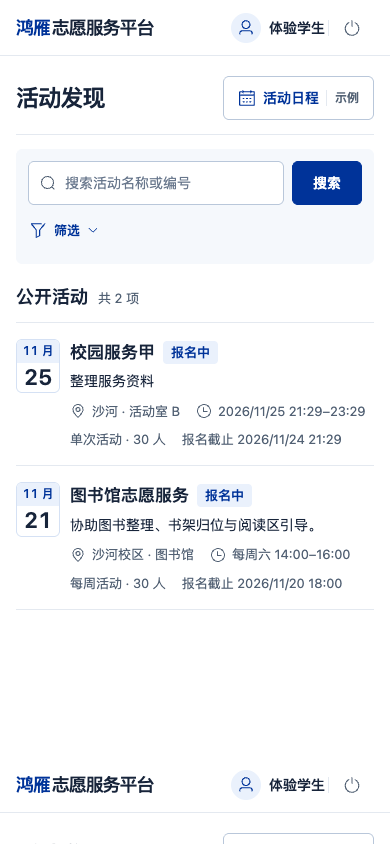 鸿雁志愿服务平台 体验学生
活动发现 活动日程 示例
搜索活动名称或编号 搜索
筛选
公开活动 共 2 项
11 月
25
校园服务甲 报名中
整理服务资料
沙河 · 活动室 B 2026/11/25 21:29–23:29
单次活动 · 30 人 报名截止 2026/11/24 21:29
11 月
21
图书馆志愿服务 报名中
协助图书整理、书架归位与阅读区引导。
沙河校区 · 图书馆 每周六 14:00–16:00
每周活动 · 30 人 报名截止 2026/11/20 18:00
鸿雁志愿服务平台 体验学生